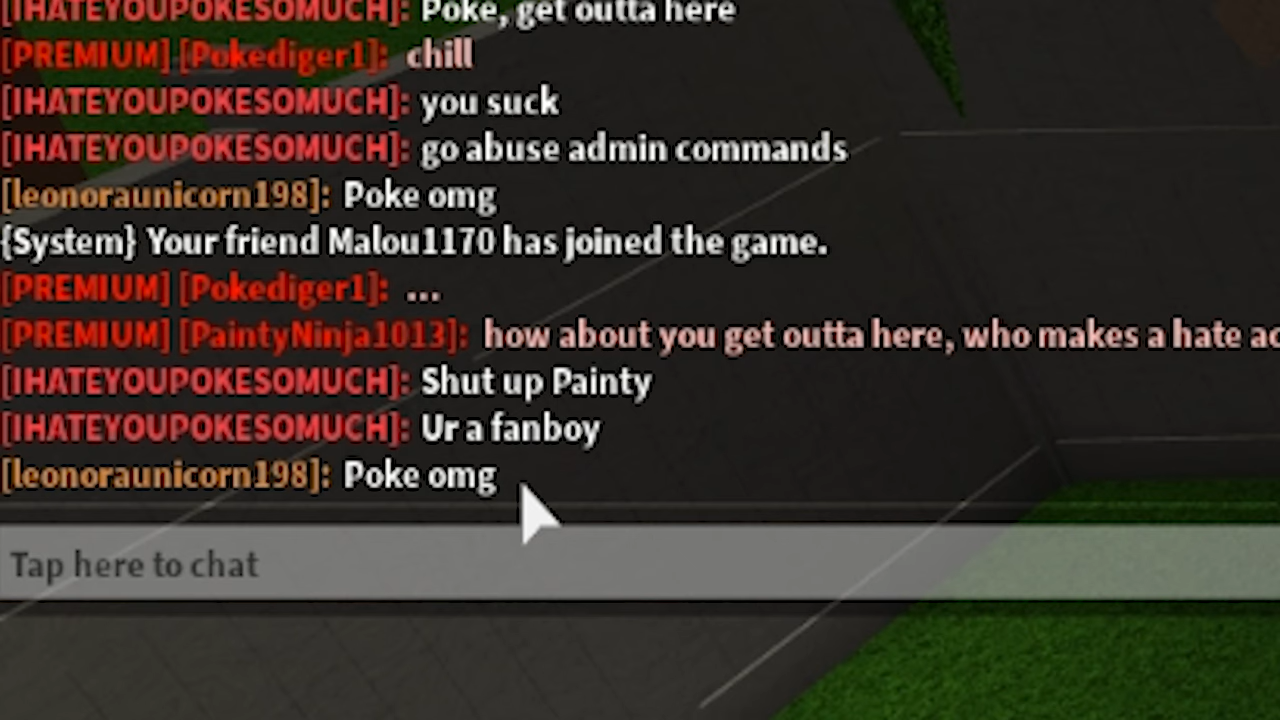 [IHATEYOUPOKESOMUCH]: Poke, get outta here
[PREMIUM] [Pokediger1]: chill
[IHATEYOUPOKESOMUCH]: you suck
[IHATEYOUPOKESOMUCH]: go abuse admin commands
[leonoraunicorn198]: Poke omg
{System} Your friend Malou1170 has joined the game.
[PREMIUM] [Pokediger1]: ...
[PREMIUM] [PaintyNinja1013]: how about you get outta here, who makes a hate ac
[IHATEYOUPOKESOMUCH]: Shut up Painty
[IHATEYOUPOKESOMUCH]: Ur a fanboy
[leonoraunicorn198]: Poke omg
Tap here to chat